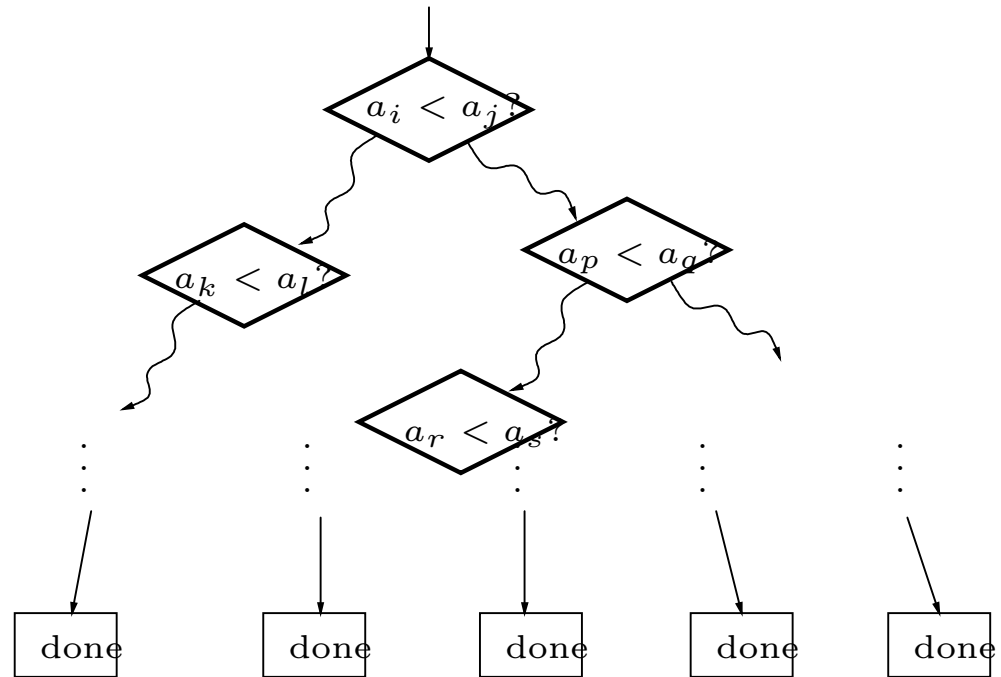 a_i < a_j?
a_p < a_q?
a_k < a_l?
a_r < a_s?
done done done done done